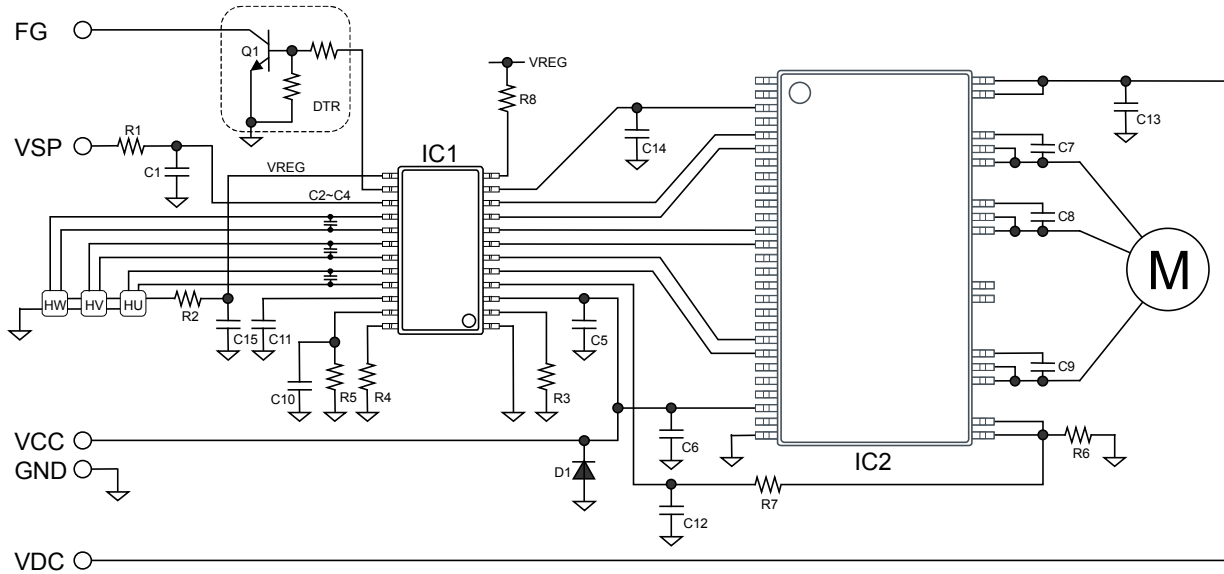 FG
Q1
DTR
VREG
R8
VSP
R1
C1
IC1
C14
C13
C7
VREG
C2~C4
C8
M
HW
HV
HU
R2
C15
C11
C5
C9
C10
R5
R4
R3
VCC
C6
IC2
R6
GND
D1
R7
C12
VDC